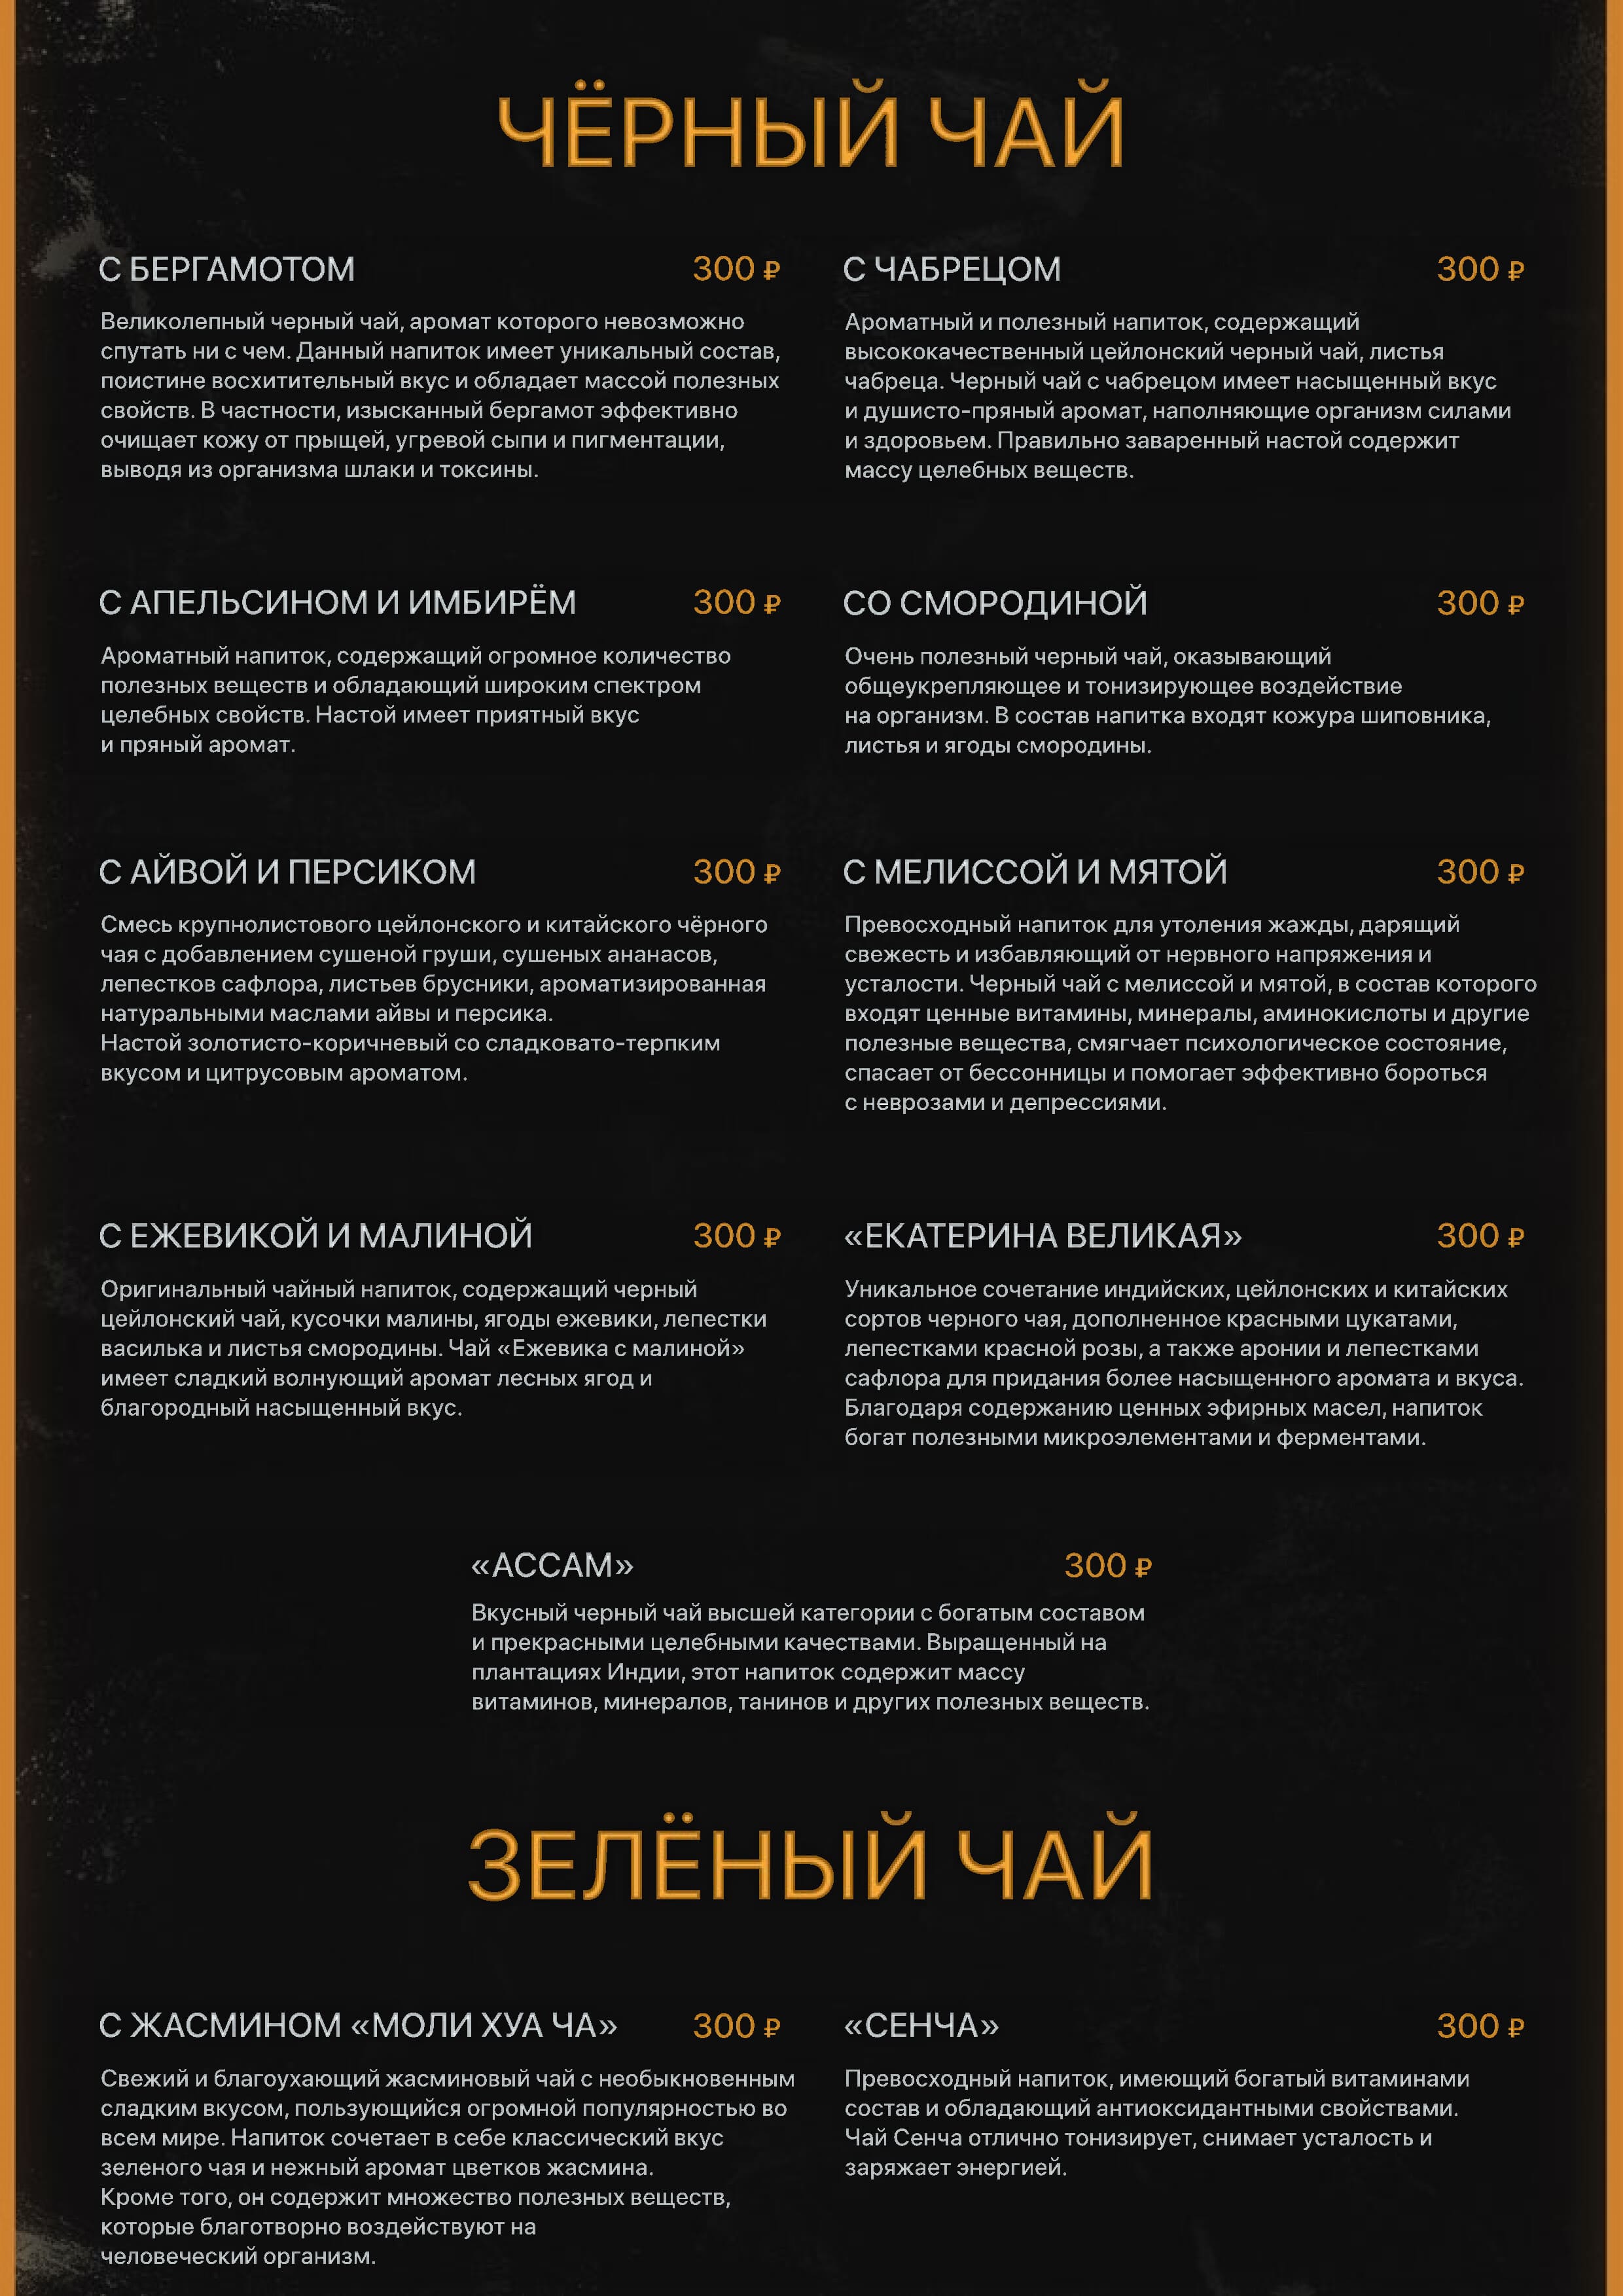 ЧЁРНЫЙ ЧАЙ
С БЕРГАМОТОМ 300 ₽
Великолепный черный чай, аромат которого невозможно
спутать ни с чем. Данный напиток имеет уникальный состав,
поистине восхитительный вкус и обладает массой полезных
свойств. В частности, изысканный бергамот эффективно
очищает кожу от прыщей, угревой сыпи и пигментации,
выводя из организма шлаки и токсины.
С ЧАБРЕЦОМ 300 ₽
Ароматный и полезный напиток, содержащий
высококачественный цейлонский черный чай, листья
чабреца. Черный чай с чабрецом имеет насыщенный вкус
и душисто-пряный аромат, наполняющие организм силами
и здоровьем. Правильно заваренный настой содержит
массу целебных веществ.
С АПЕЛЬСИНОМ И ИМБИРЁМ 300 ₽
Ароматный напиток, содержащий огромное количество
полезных веществ и обладающий широким спектром
целебных свойств. Настой имеет приятный вкус
и пряный аромат.
СО СМОРОДИНОЙ 300 ₽
Очень полезный черный чай, оказывающий
общеукрепляющее и тонизирующее воздействие
на организм. В состав напитка входят кожура шиповника,
листья и ягоды смородины.
С АЙВОЙ И ПЕРСИКОМ 300 ₽
Смесь крупнолистового цейлонского и китайского чёрного
чая с добавлением сушеной груши, сушеных ананасов,
лепестков сафлора, листьев брусники, ароматизированная
натуральными маслами айвы и персика.
Настой золотисто-коричневый со сладковато-терпким
вкусом и цитрусовым ароматом.
С МЕЛИССОЙ И МЯТОЙ 300 ₽
Превосходный напиток для утоления жажды, дарящий
свежесть и избавляющий от нервного напряжения и
усталости. Черный чай с мелиссой и мятой, в состав которого
входят ценные витамины, минералы, аминокислоты и другие
полезные вещества, смягчает психологическое состояние,
спасает от бессонницы и помогает эффективно бороться
с неврозами и депрессиями.
С ЕЖЕВИКОЙ И МАЛИНОЙ 300 ₽
Оригинальный чайный напиток, содержащий черный
цейлонский чай, кусочки малины, ягоды ежевики, лепестки
василька и листья смородины. Чай «Ежевика с малиной»
имеет сладкий волнующий аромат лесных ягод и
благородный насыщенный вкус.
«ЕКАТЕРИНА ВЕЛИКАЯ» 300 ₽
Уникальное сочетание индийских, цейлонских и китайских
сортов черного чая, дополненное красными цукатами,
лепестками красной розы, а также аронии и лепестками
сафлора для придания более насыщенного аромата и вкуса.
Благодаря содержанию ценных эфирных масел, напиток
богат полезными микроэлементами и ферментами.
«АССАМ» 300 ₽
Вкусный черный чай высшей категории с богатым составом
и прекрасными целебными качествами. Выращенный на
плантациях Индии, этот напиток содержит массу
витаминов, минералов, танинов и других полезных веществ.
ЗЕЛЁНЫЙ ЧАЙ
С ЖАСМИНОМ «МОЛИ ХУА ЧА» 300 ₽
Свежий и благоухающий жасминовый чай с необыкновенным
сладким вкусом, пользующийся огромной популярностью во
всем мире. Напиток сочетает в себе классический вкус
зеленого чая и нежный аромат цветков жасмина.
Кроме того, он содержит множество полезных веществ,
которые благотворно воздействуют на
человеческий организм.
«СЕНЧА» 300 ₽
Превосходный напиток, имеющий богатый витаминами
состав и обладающий антиоксидантными свойствами.
Чай Сенча отлично тонизирует, снимает усталость и
заряжает энергией.